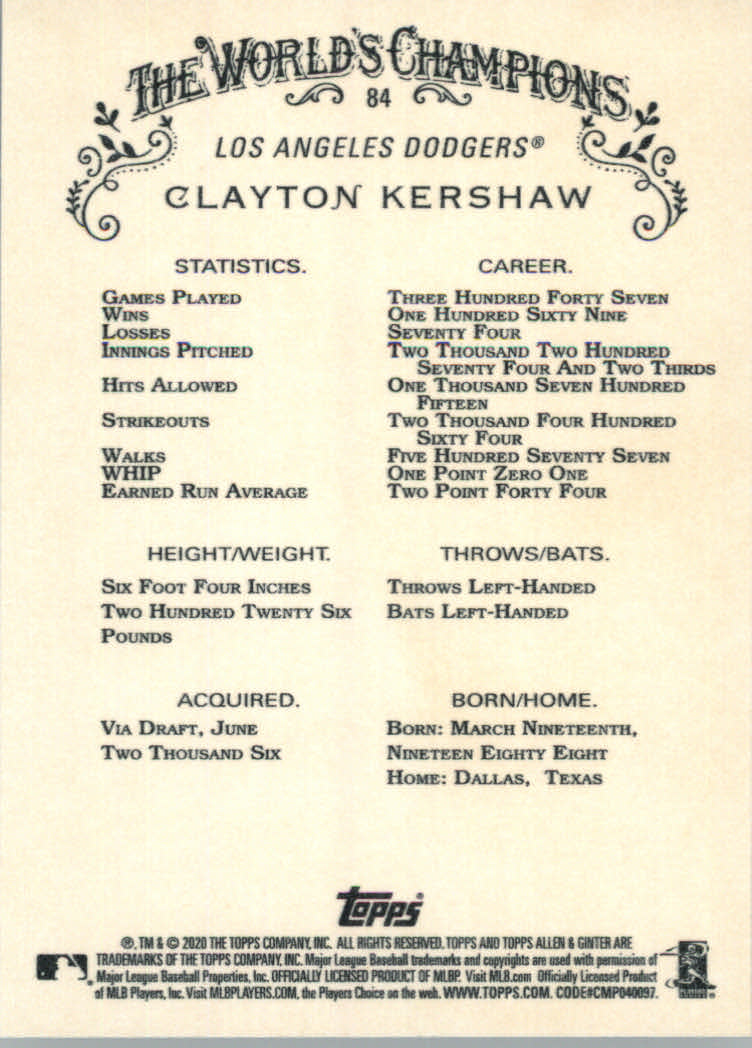 THE WORLD'S CHAMPIONS
84
LOS ANGELES DODGERS®
CLAYTON KERSHAW
STATISTICS. CAREER.
GAMES PLAYED THREE HUNDRED FORTY SEVEN
WINS ONE HUNDRED SIXTY NINE
LOSSES SEVENTY FOUR
INNINGS PITCHED TWO THOUSAND TWO HUNDRED
SEVENTY FOUR AND TWO THIRDS
HITS ALLOWED ONE THOUSAND SEVEN HUNDRED
FIFTEEN
STRIKEOUTS TWO THOUSAND FOUR HUNDRED
SIXTY FOUR
WALKS FIVE HUNDRED SEVENTY SEVEN
WHIP ONE POINT ZERO ONE
EARNED RUN AVERAGE TWO POINT FORTY FOUR
HEIGHT/WEIGHT.
SIX FOOT FOUR INCHES
TWO HUNDRED TWENTY SIX
POUNDS
THROWS/BATS.
THROWS LEFT-HANDED
BATS LEFT-HANDED
ACQUIRED.
VIA DRAFT, JUNE
TWO THOUSAND SIX
BORN/HOME.
BORN: MARCH NINETEENTH,
NINETEEN EIGHTY EIGHT
HOME: DALLAS, TEXAS
topps®
®, TM & © 2020 THE TOPPS COMPANY, INC. ALL RIGHTS RESERVED. TOPPS AND TOPPS ALLEN & GINTER ARE
TRADEMARKS OF THE TOPPS COMPANY, INC. Major League Baseball trademarks and copyrights are used with permission of
Major League Baseball Properties, Inc. OFFICIALLY LICENSED PRODUCT OF MLBP. Visit MLB.com Officially Licensed Product
of MLB Players, Inc. Visit MLBPLAYERS.COM, the Players Choice on the web. WWW.TOPPS.COM. CODE#CMP040097.